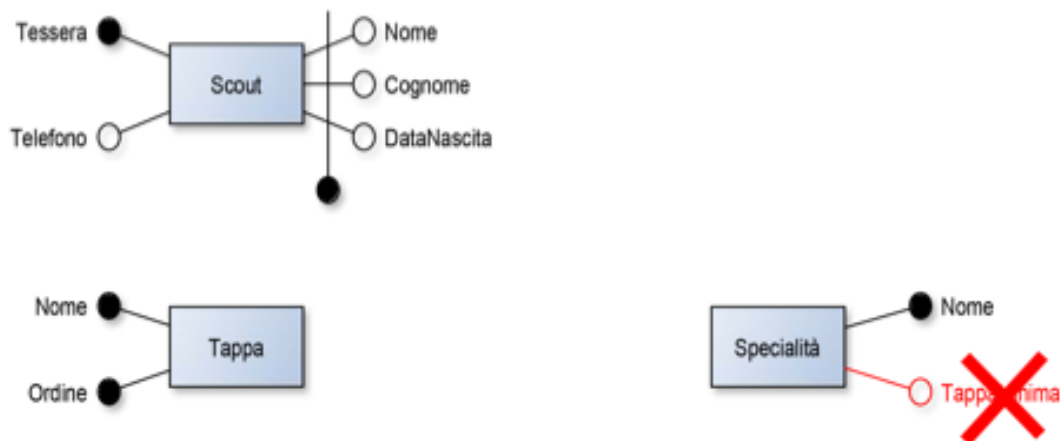 Tessera
Nome
Scout
Cognome
Telefono
DataNascita
Nome
Nome
Tappa
Specialità
Ordine